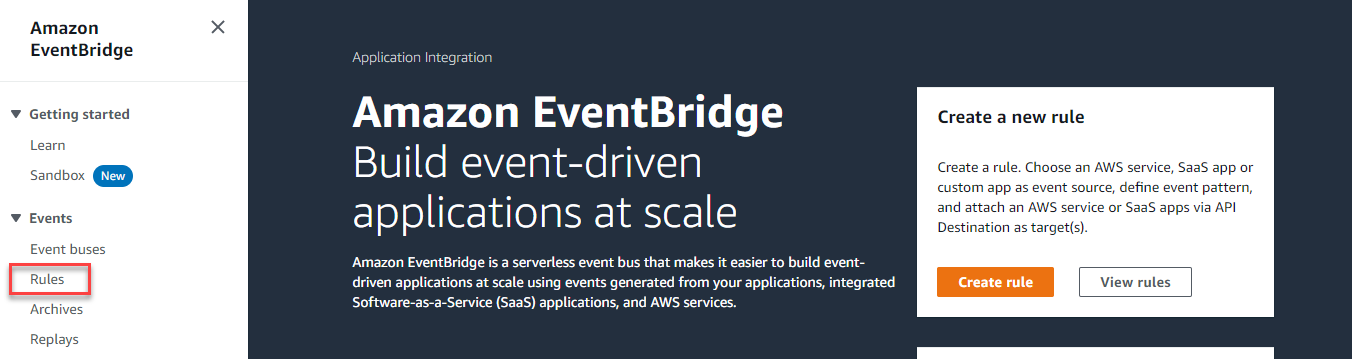 Amazon
EventBridge
Getting started
Learn
Sandbox New
Events
Event buses
Rules
Archives
Replays
Application Integration
Amazon EventBridge
Build event-driven
applications at scale
Amazon EventBridge is a serverless event bus that makes it easier to build event-
driven applications at scale using events generated from your applications, integrated
Software-as-a-Service (SaaS) applications, and AWS services.
Create a new rule
Create a rule. Choose an AWS service, SaaS app or
custom app as event source, define event pattern,
and attach an AWS service or SaaS apps via API
Destination as target(s).
Create rule
View rules